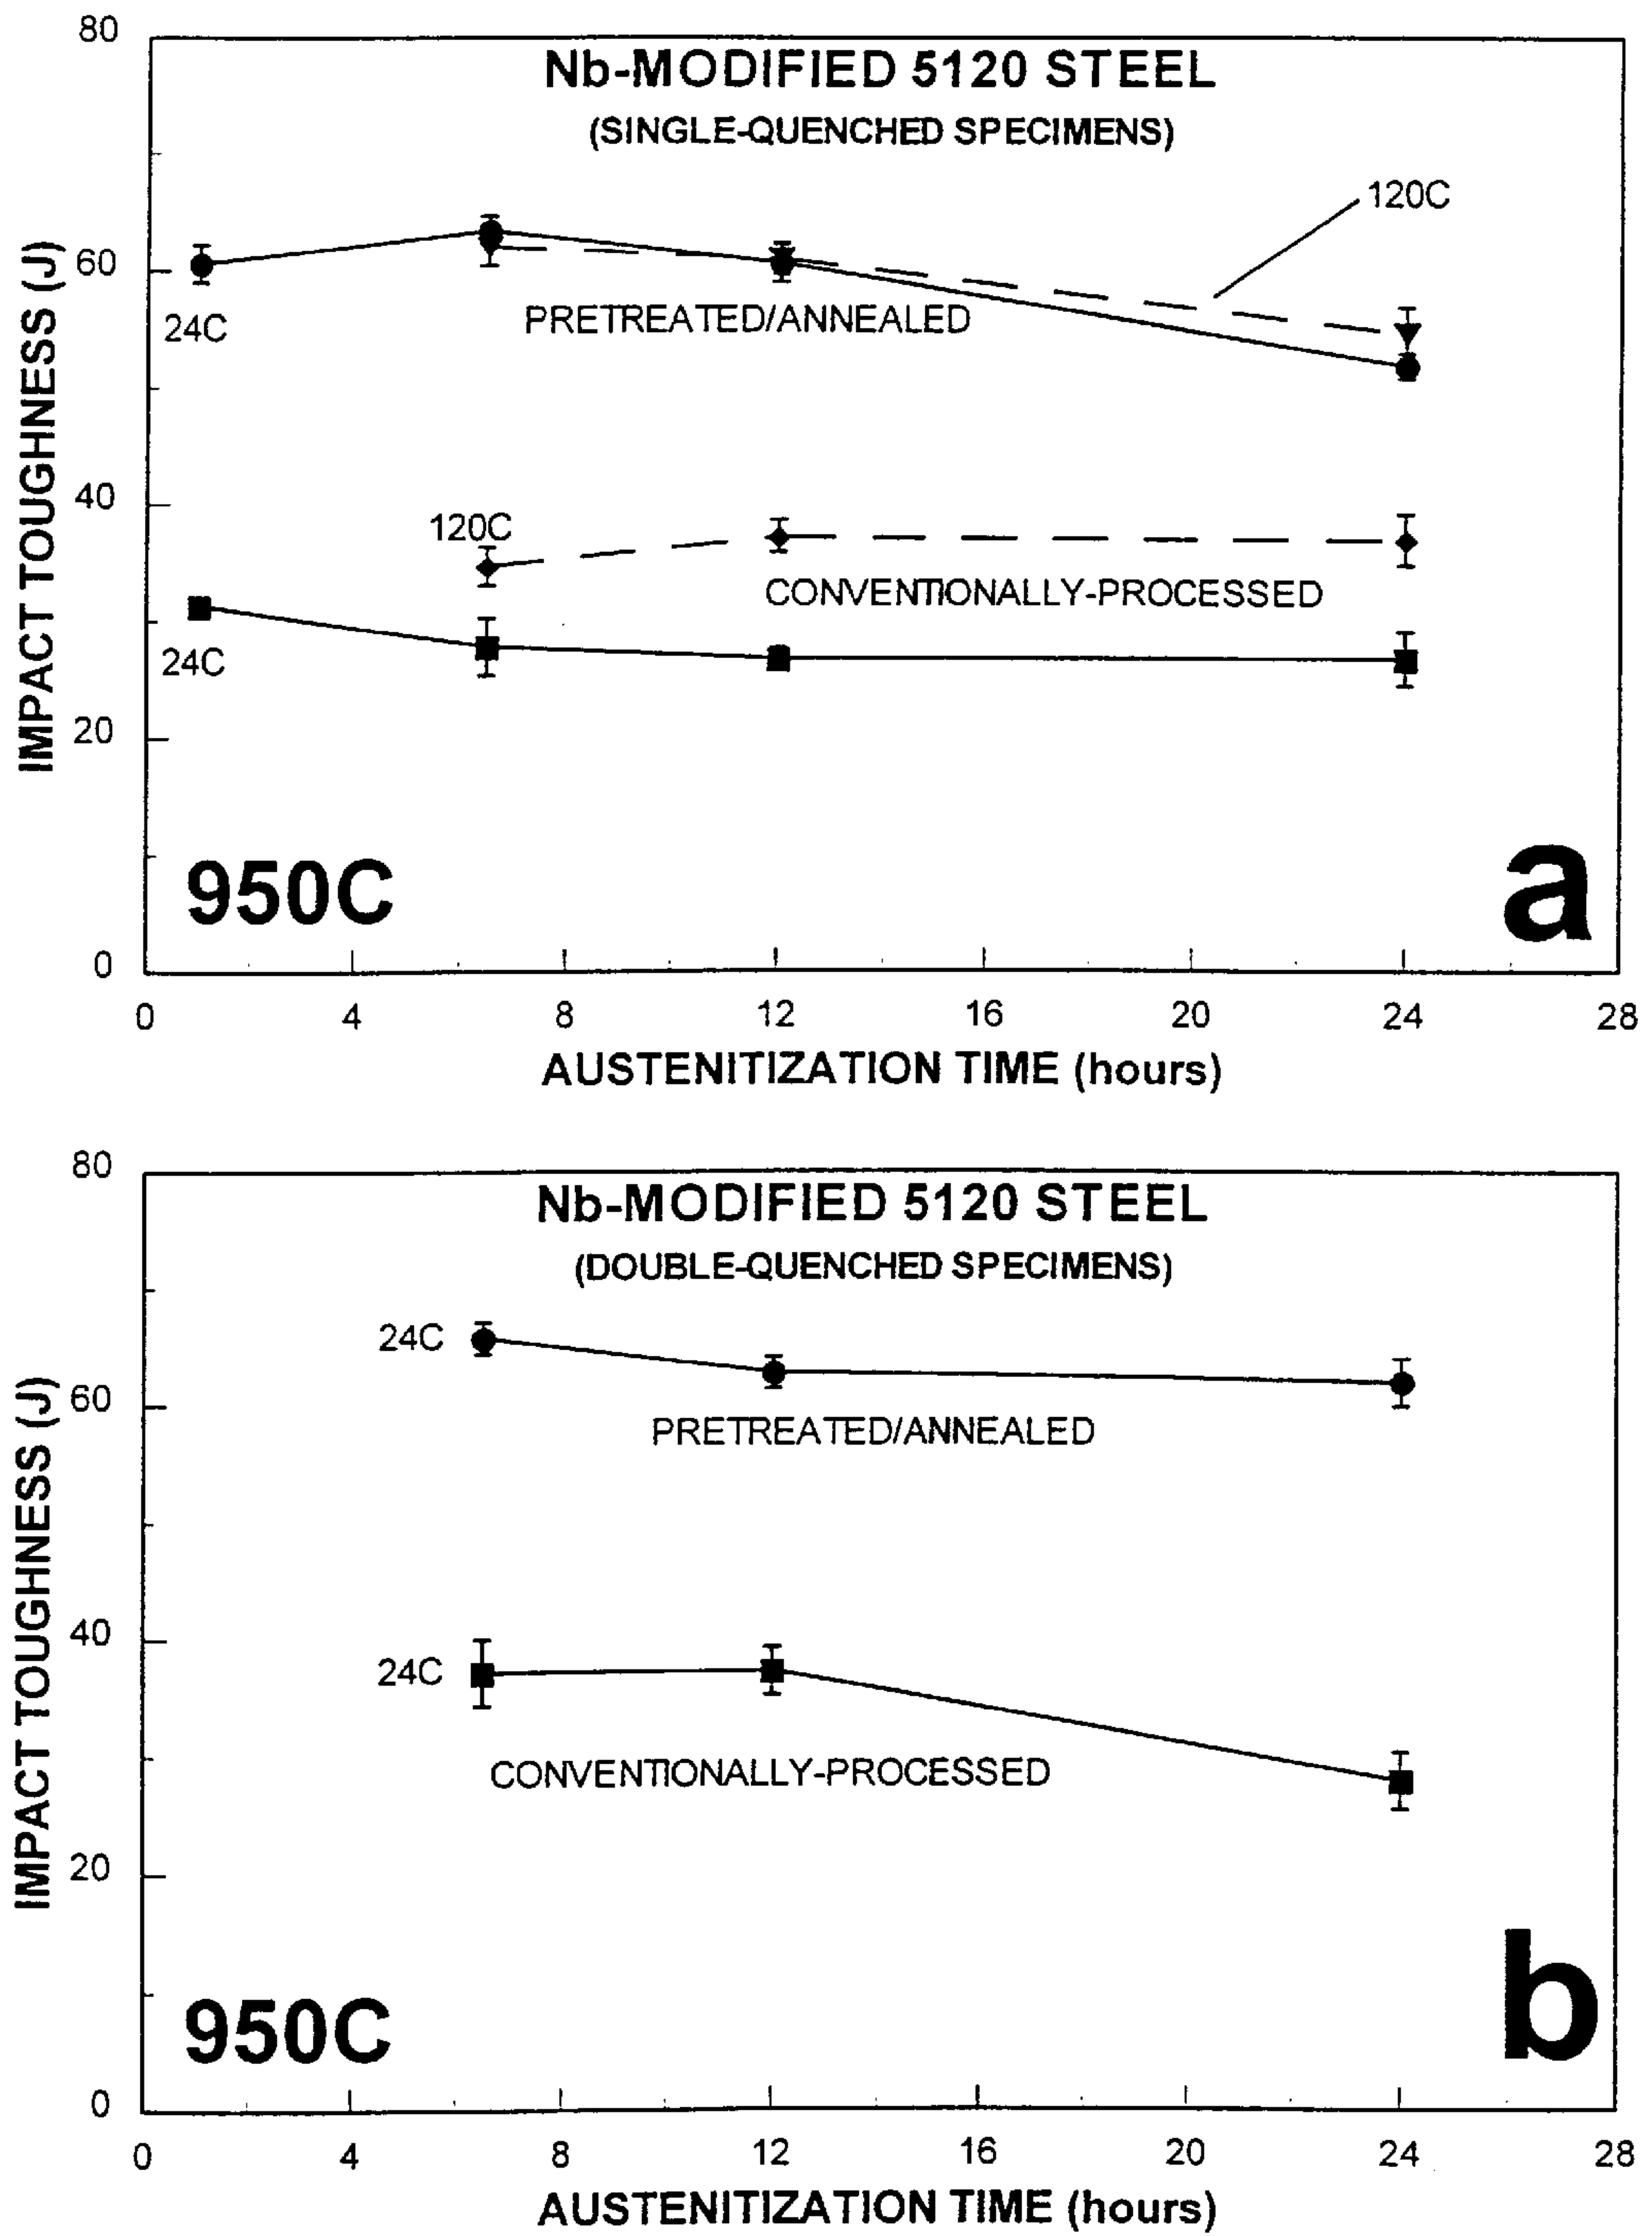 80
Nb-MODIFIED 5120 STEEL
(SINGLE-QUENCHED SPECIMENS)
120C
60
24C
PRETREATED/ANNEALED
IMPACT TOUGHNESS (J)
40
120C
CONVENTIONALLY-PROCESSED
24C
20
950C
a
0
0 4 8 12 16 20 24 28
AUSTENITIZATION TIME (hours)
80
Nb-MODIFIED 5120 STEEL
(DOUBLE-QUENCHED SPECIMENS)
24C
60
PRETREATED/ANNEALED
IMPACT TOUGHNESS (J)
40
24C
CONVENTIONALLY-PROCESSED
20
950C
b
0
0 4 8 12 16 20 24 28
AUSTENITIZATION TIME (hours)